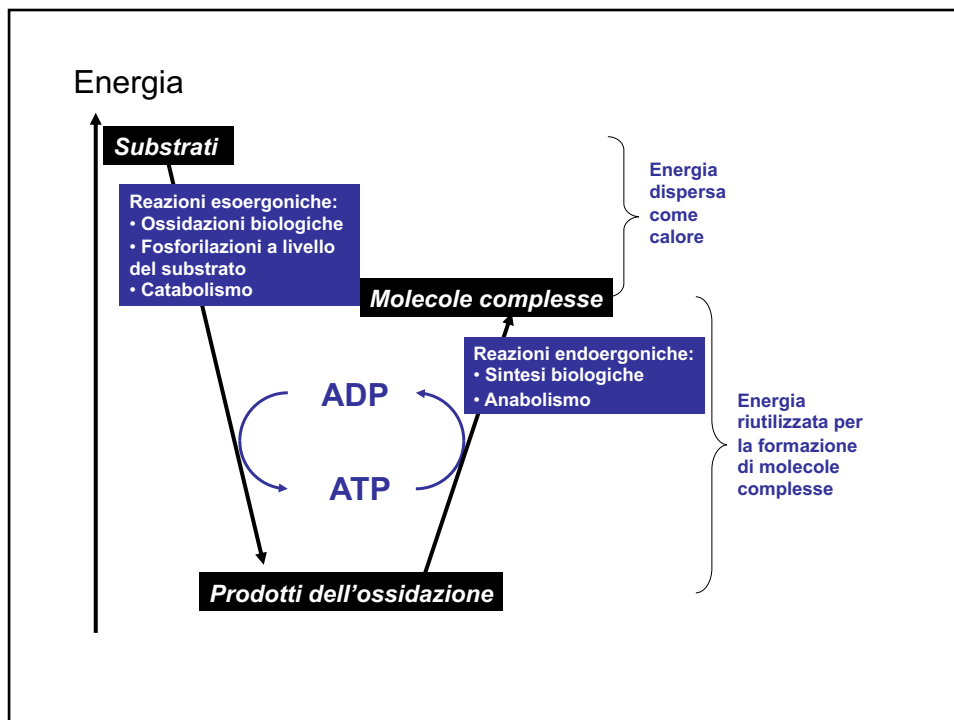 Energia
Substrati
Reazioni esoergoniche:
• Ossidazioni biologiche
• Fosforilazioni a livello
del substrato
• Catabolismo
Energia
dispersa
come
calore
Molecole complesse
Reazioni endoergoniche:
• Sintesi biologiche
• Anabolismo
ADP
ATP
Energia
riutilizzata per
la formazione
di molecole
complesse
Prodotti dell’ossidazione